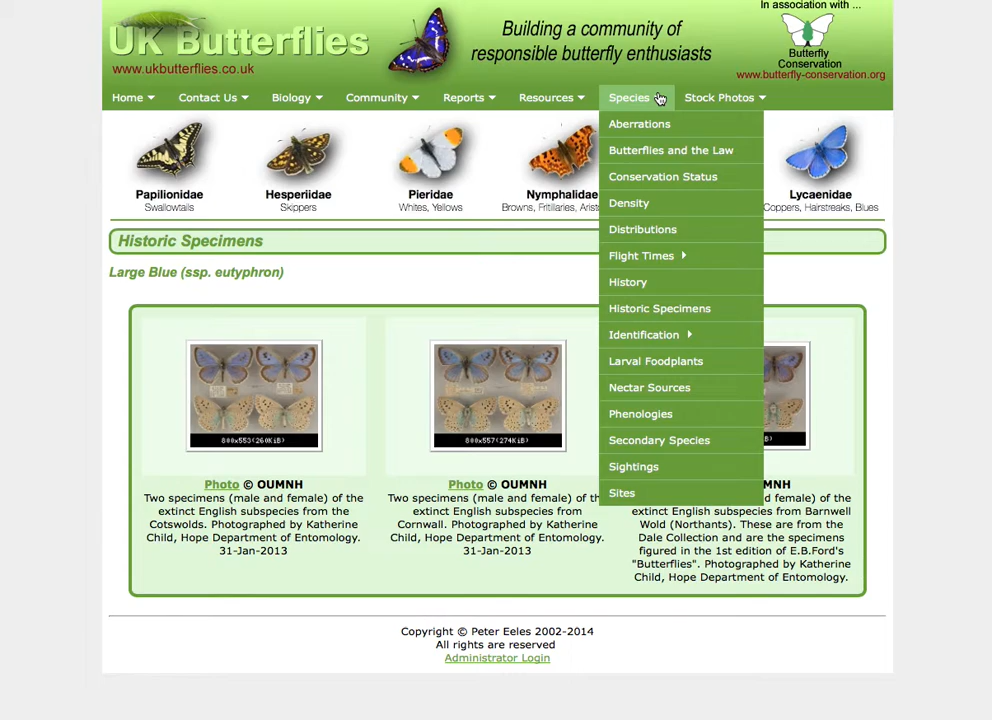 In association with ...
UK Butterflies
Building a community of
responsible butterfly enthusiasts
www.ukbutterflies.co.uk
Butterfly
Conservation
www.butterfly-conservation.org
Home
Contact Us
Biology
Community
Reports
Resources
Species
Stock Photos
Aberrations
Butterflies and the Law
Conservation Status
Density
Distributions
Flight Times
History
Historic Specimens
Identification
Larval Foodplants
Nectar Sources
Phenologies
Secondary Species
Sightings
Sites
Papilionidae
Swallowtails
Hesperiidae
Skippers
Pieridae
Whites, Yellows
Nymphalidae
Browns, Fritillaries,
Lycaenidae
Coppers, Hairstreaks, Blues
Historic Specimens
Large Blue (ssp. eutyphron)
800x553(260KiB)
Photo © OUMNH
Two specimens (male and female) of the
extinct English subspecies from the
Cotswolds. Photographed by Katherine
Child, Hope Department of Entomology.
31-Jan-2013
800x557(274KiB)
Photo © OUMNH
Two specimens (male and female) of the
extinct English subspecies from
Cornwall. Photographed by Katherine
Child, Hope Department of Entomology.
31-Jan-2013
female) of the
extinct English subspecies from Barnwell
Wold (Northants). These are from the
Dale Collection and are the specimens
figured in the 1st edition of E.B.Ford's
"Butterflies". Photographed by Katherine
Child, Hope Department of Entomology.
Copyright © Peter Eeles 2002-2014
All rights are reserved
Administrator Login